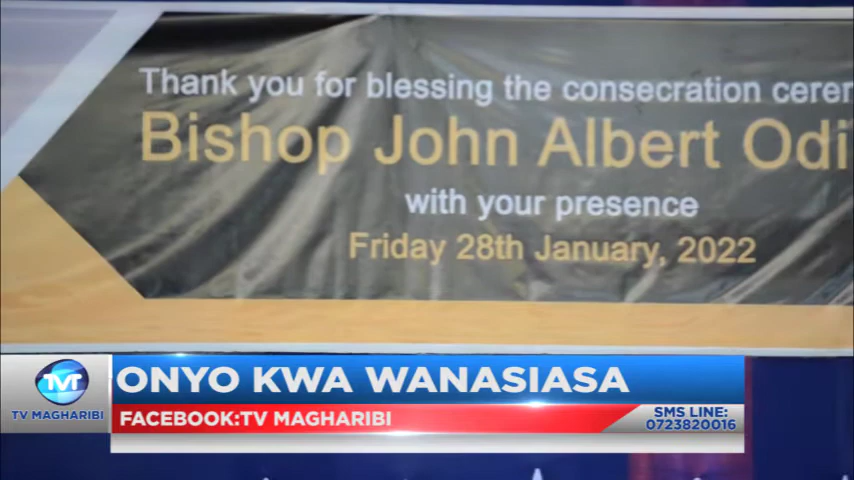 Thank you for blessing the consecration
Bishop John Albert
with your presence
Friday 28th January, 2022
TVT
TV MAGHARIBI
ONYO KWA WANASIASA
FACEBOOK:TV MAGHARIBI
SMS LINE:
0723820016